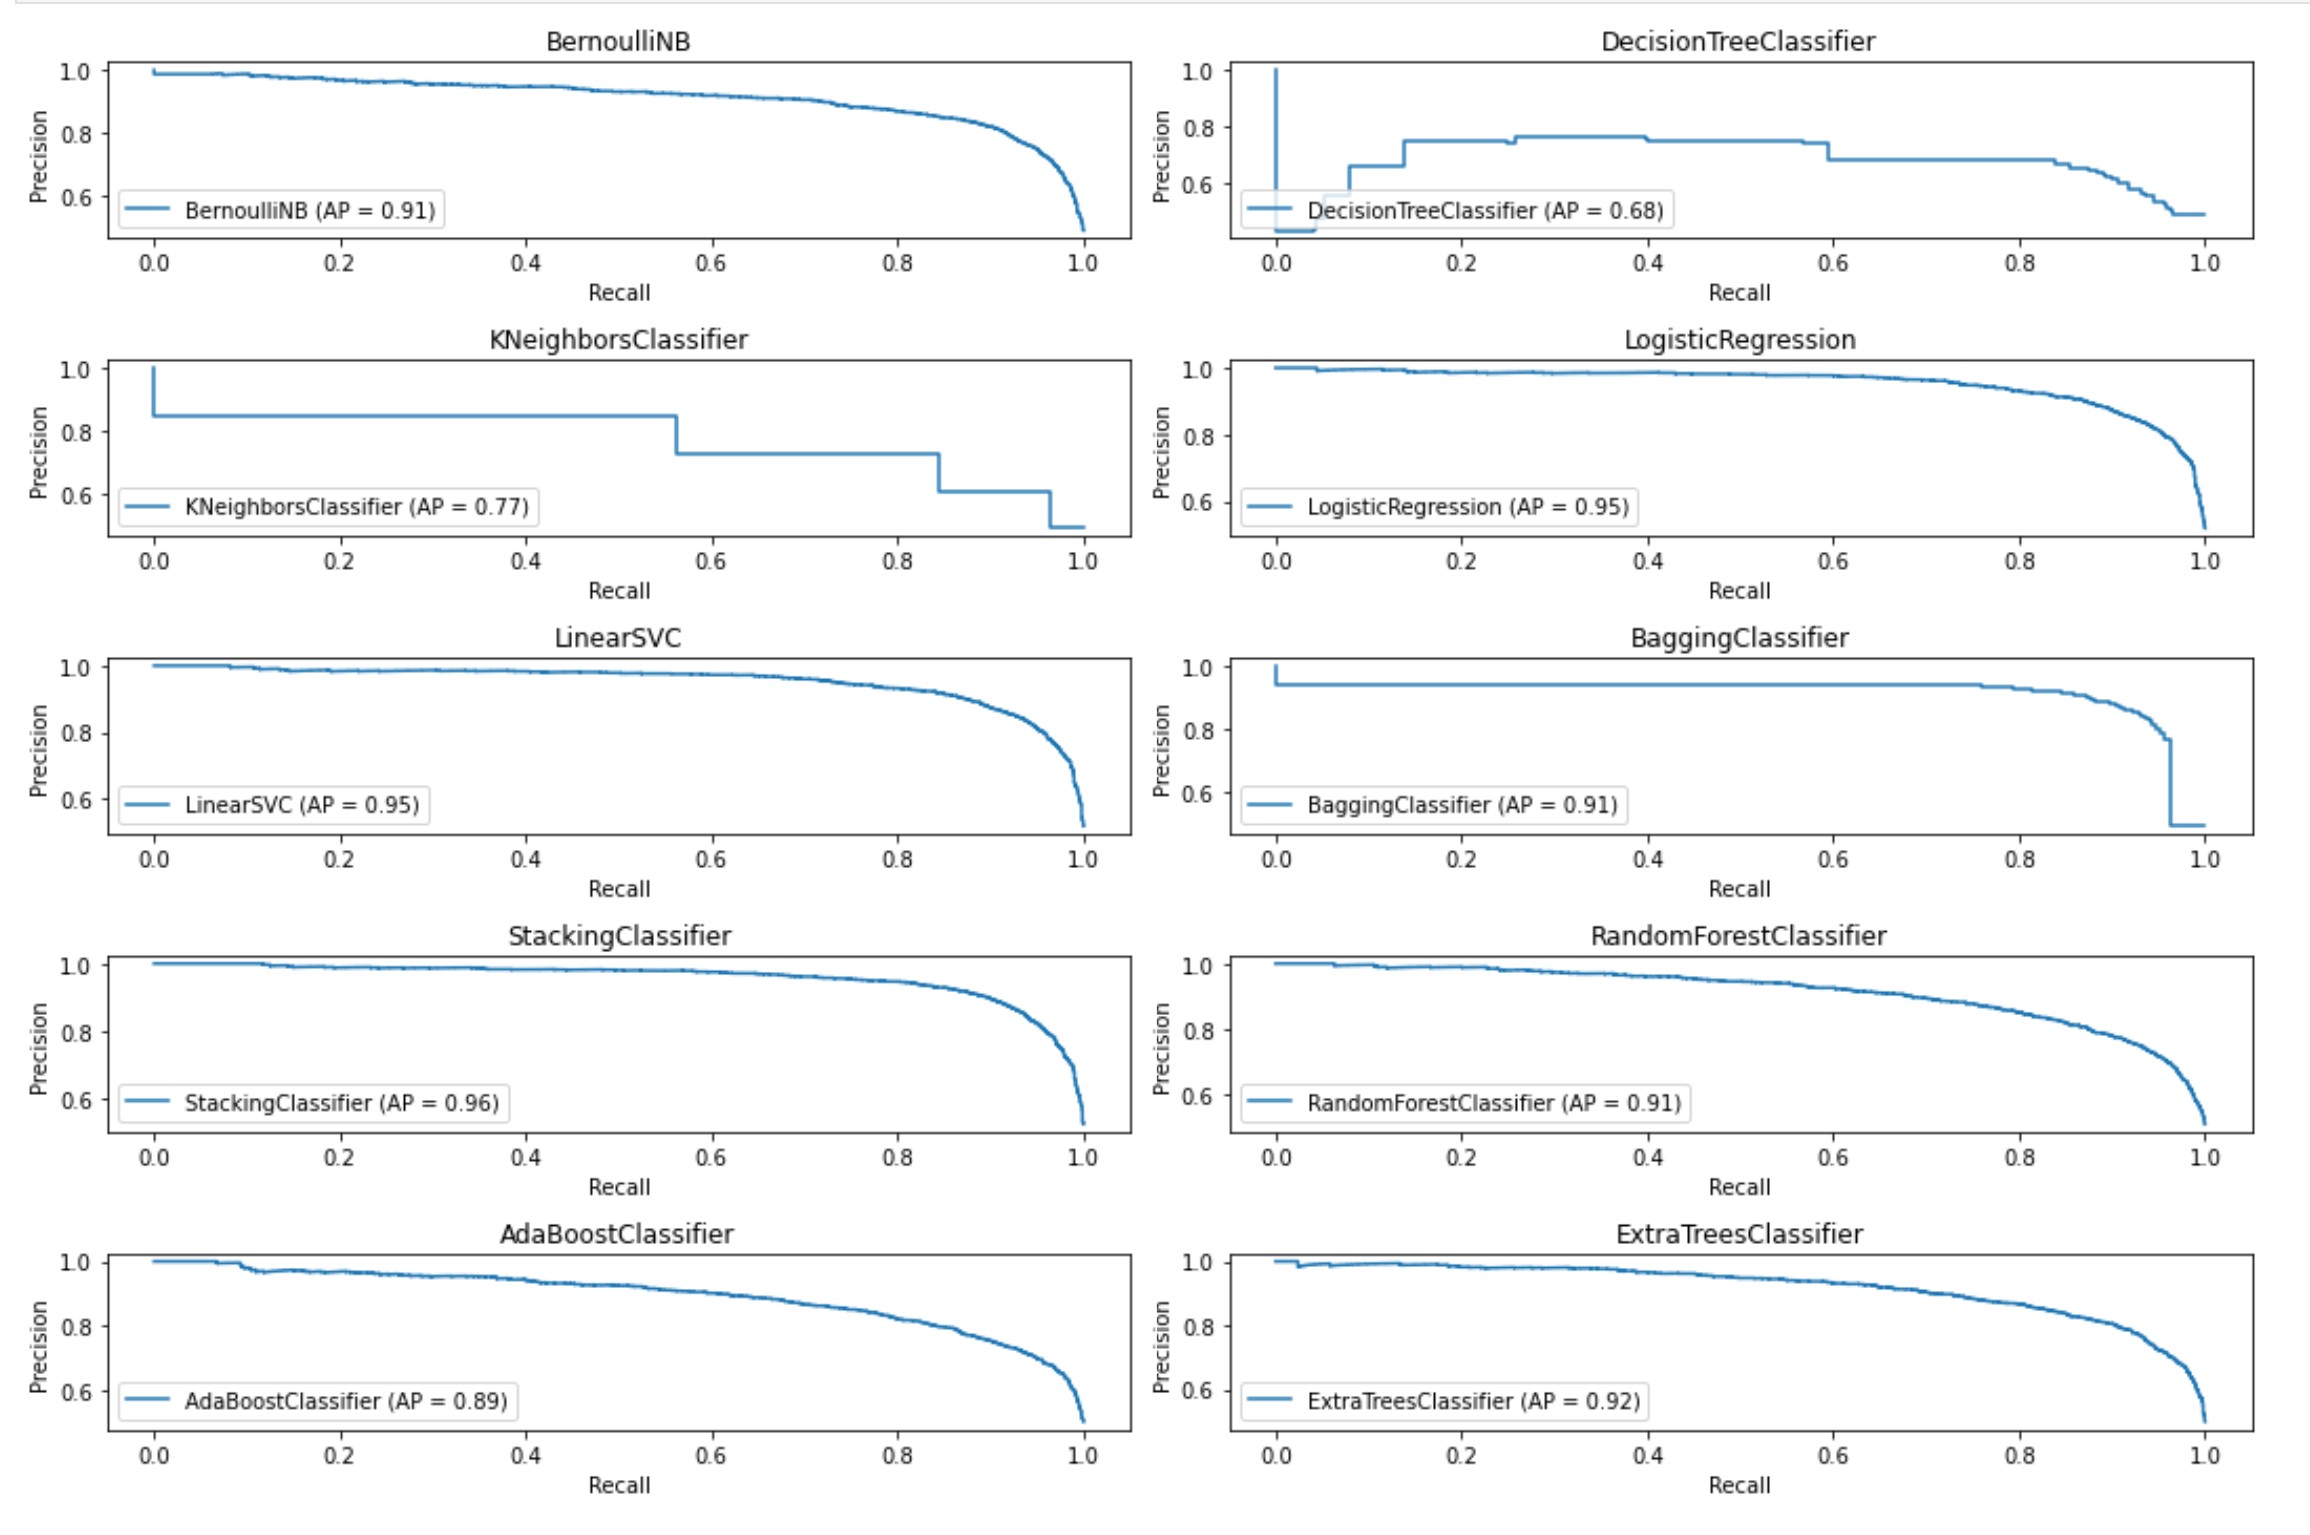 BernoulliNB
1.0
0.8
0.6
Precision
BernoulliNB (AP = 0.91)
0.0 0.2 0.4 0.6 0.8 1.0
Recall
DecisionTreeClassifier
1.0
0.8
0.6
Precision
DecisionTreeClassifier (AP = 0.68)
0.0 0.2 0.4 0.6 0.8 1.0
Recall
KNeighborsClassifier
1.0
0.8
0.6
Precision
KNeighborsClassifier (AP = 0.77)
0.0 0.2 0.4 0.6 0.8 1.0
Recall
LogisticRegression
1.0
0.8
0.6
Precision
LogisticRegression (AP = 0.95)
0.0 0.2 0.4 0.6 0.8 1.0
Recall
LinearSVC
1.0
0.8
0.6
Precision
LinearSVC (AP = 0.95)
0.0 0.2 0.4 0.6 0.8 1.0
Recall
BaggingClassifier
1.0
0.8
0.6
Precision
BaggingClassifier (AP = 0.91)
0.0 0.2 0.4 0.6 0.8 1.0
Recall
StackingClassifier
1.0
0.8
0.6
Precision
StackingClassifier (AP = 0.96)
0.0 0.2 0.4 0.6 0.8 1.0
Recall
RandomForestClassifier
1.0
0.8
0.6
Precision
RandomForestClassifier (AP = 0.91)
0.0 0.2 0.4 0.6 0.8 1.0
Recall
AdaBoostClassifier
1.0
0.8
0.6
Precision
AdaBoostClassifier (AP = 0.89)
0.0 0.2 0.4 0.6 0.8 1.0
Recall
ExtraTreesClassifier
1.0
0.8
0.6
Precision
ExtraTreesClassifier (AP = 0.92)
0.0 0.2 0.4 0.6 0.8 1.0
Recall